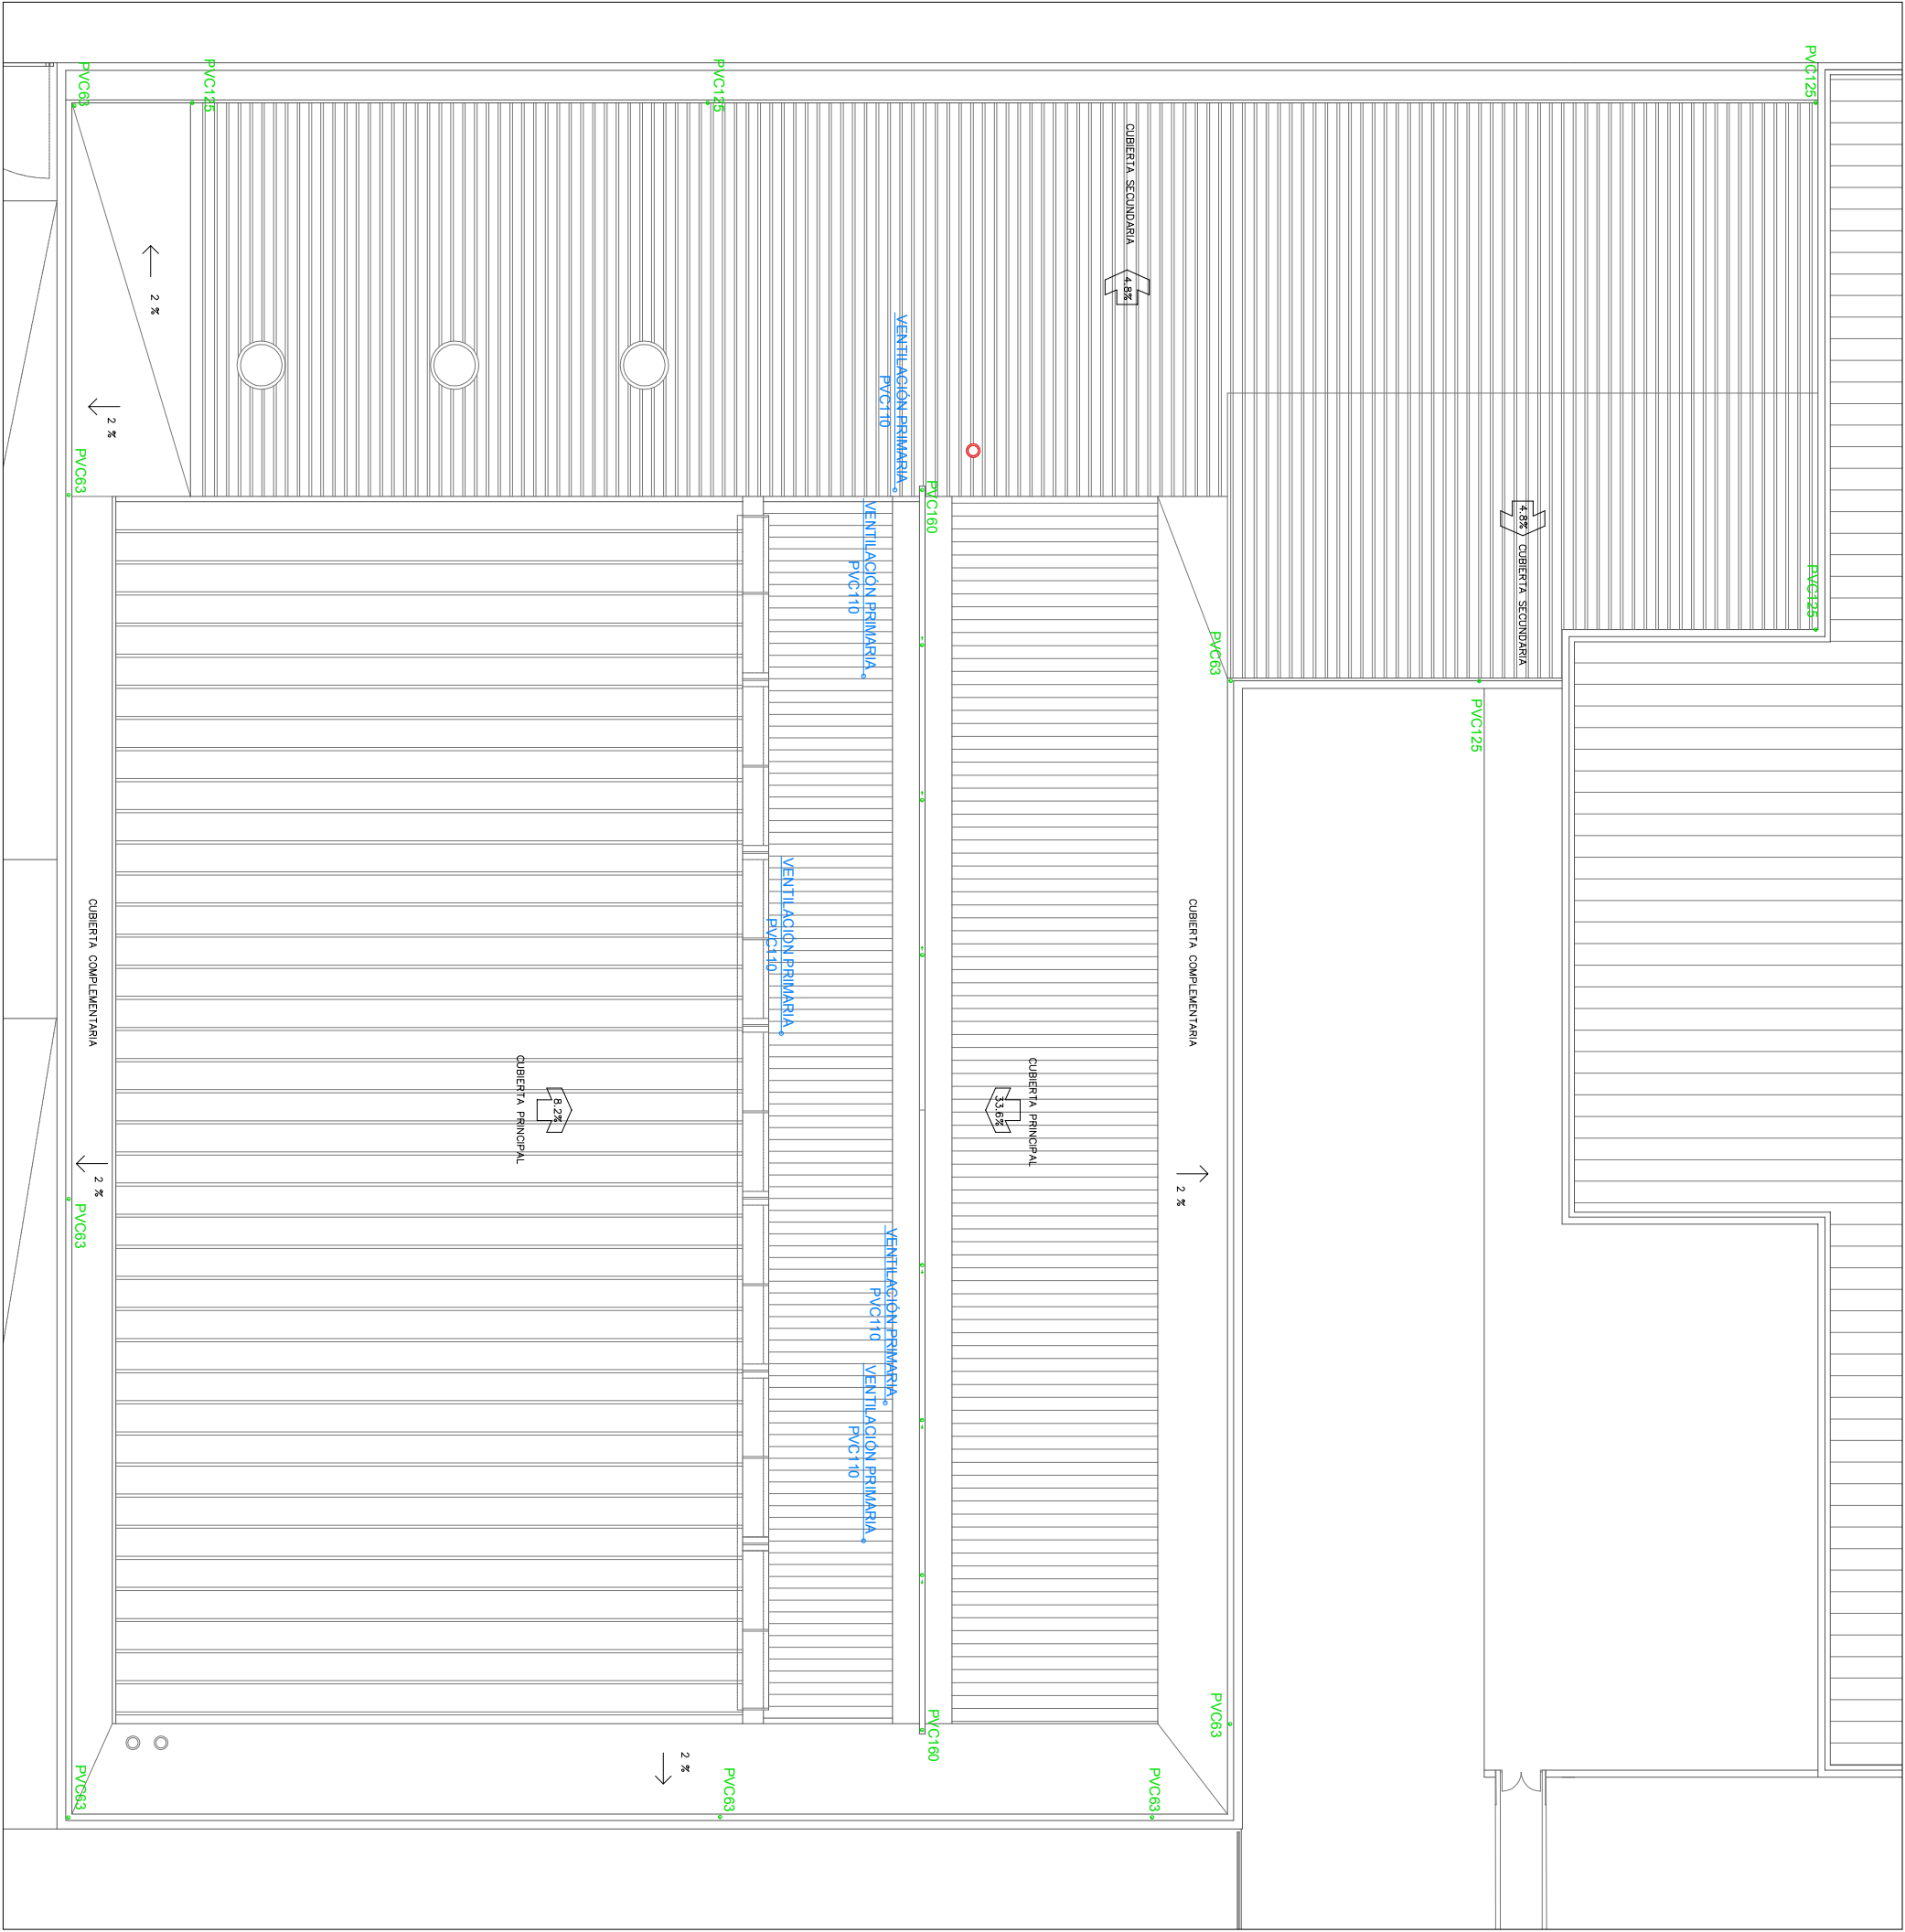 PVC63
PVC125
PVC125
PVC125
CUBIERTA SECUNDARIA
4.8%
2 %
VENTILACIÓN PRIMARIA
PVC110
2 %
PVC63
PVC160
4.8%
CUBIERTA SECUNDARIA
VENTILACIÓN PRIMARIA
PVC110
PVC125
PVC63
PVC125
VENTILACIÓN PRIMARIA
PVC110
CUBIERTA COMPLEMENTARIA
CUBIERTA COMPLEMENTARIA
CUBIERTA PRINCIPAL
8.2%
33.6%
CUBIERTA PRINCIPAL
2 %
2 %
PVC63
VENTILACIÓN PRIMARIA
PVC110
VENTILACIÓN PRIMARIA
PVC110
PVC63
PVC160
2 %
PVC63
PVC63
PVC63